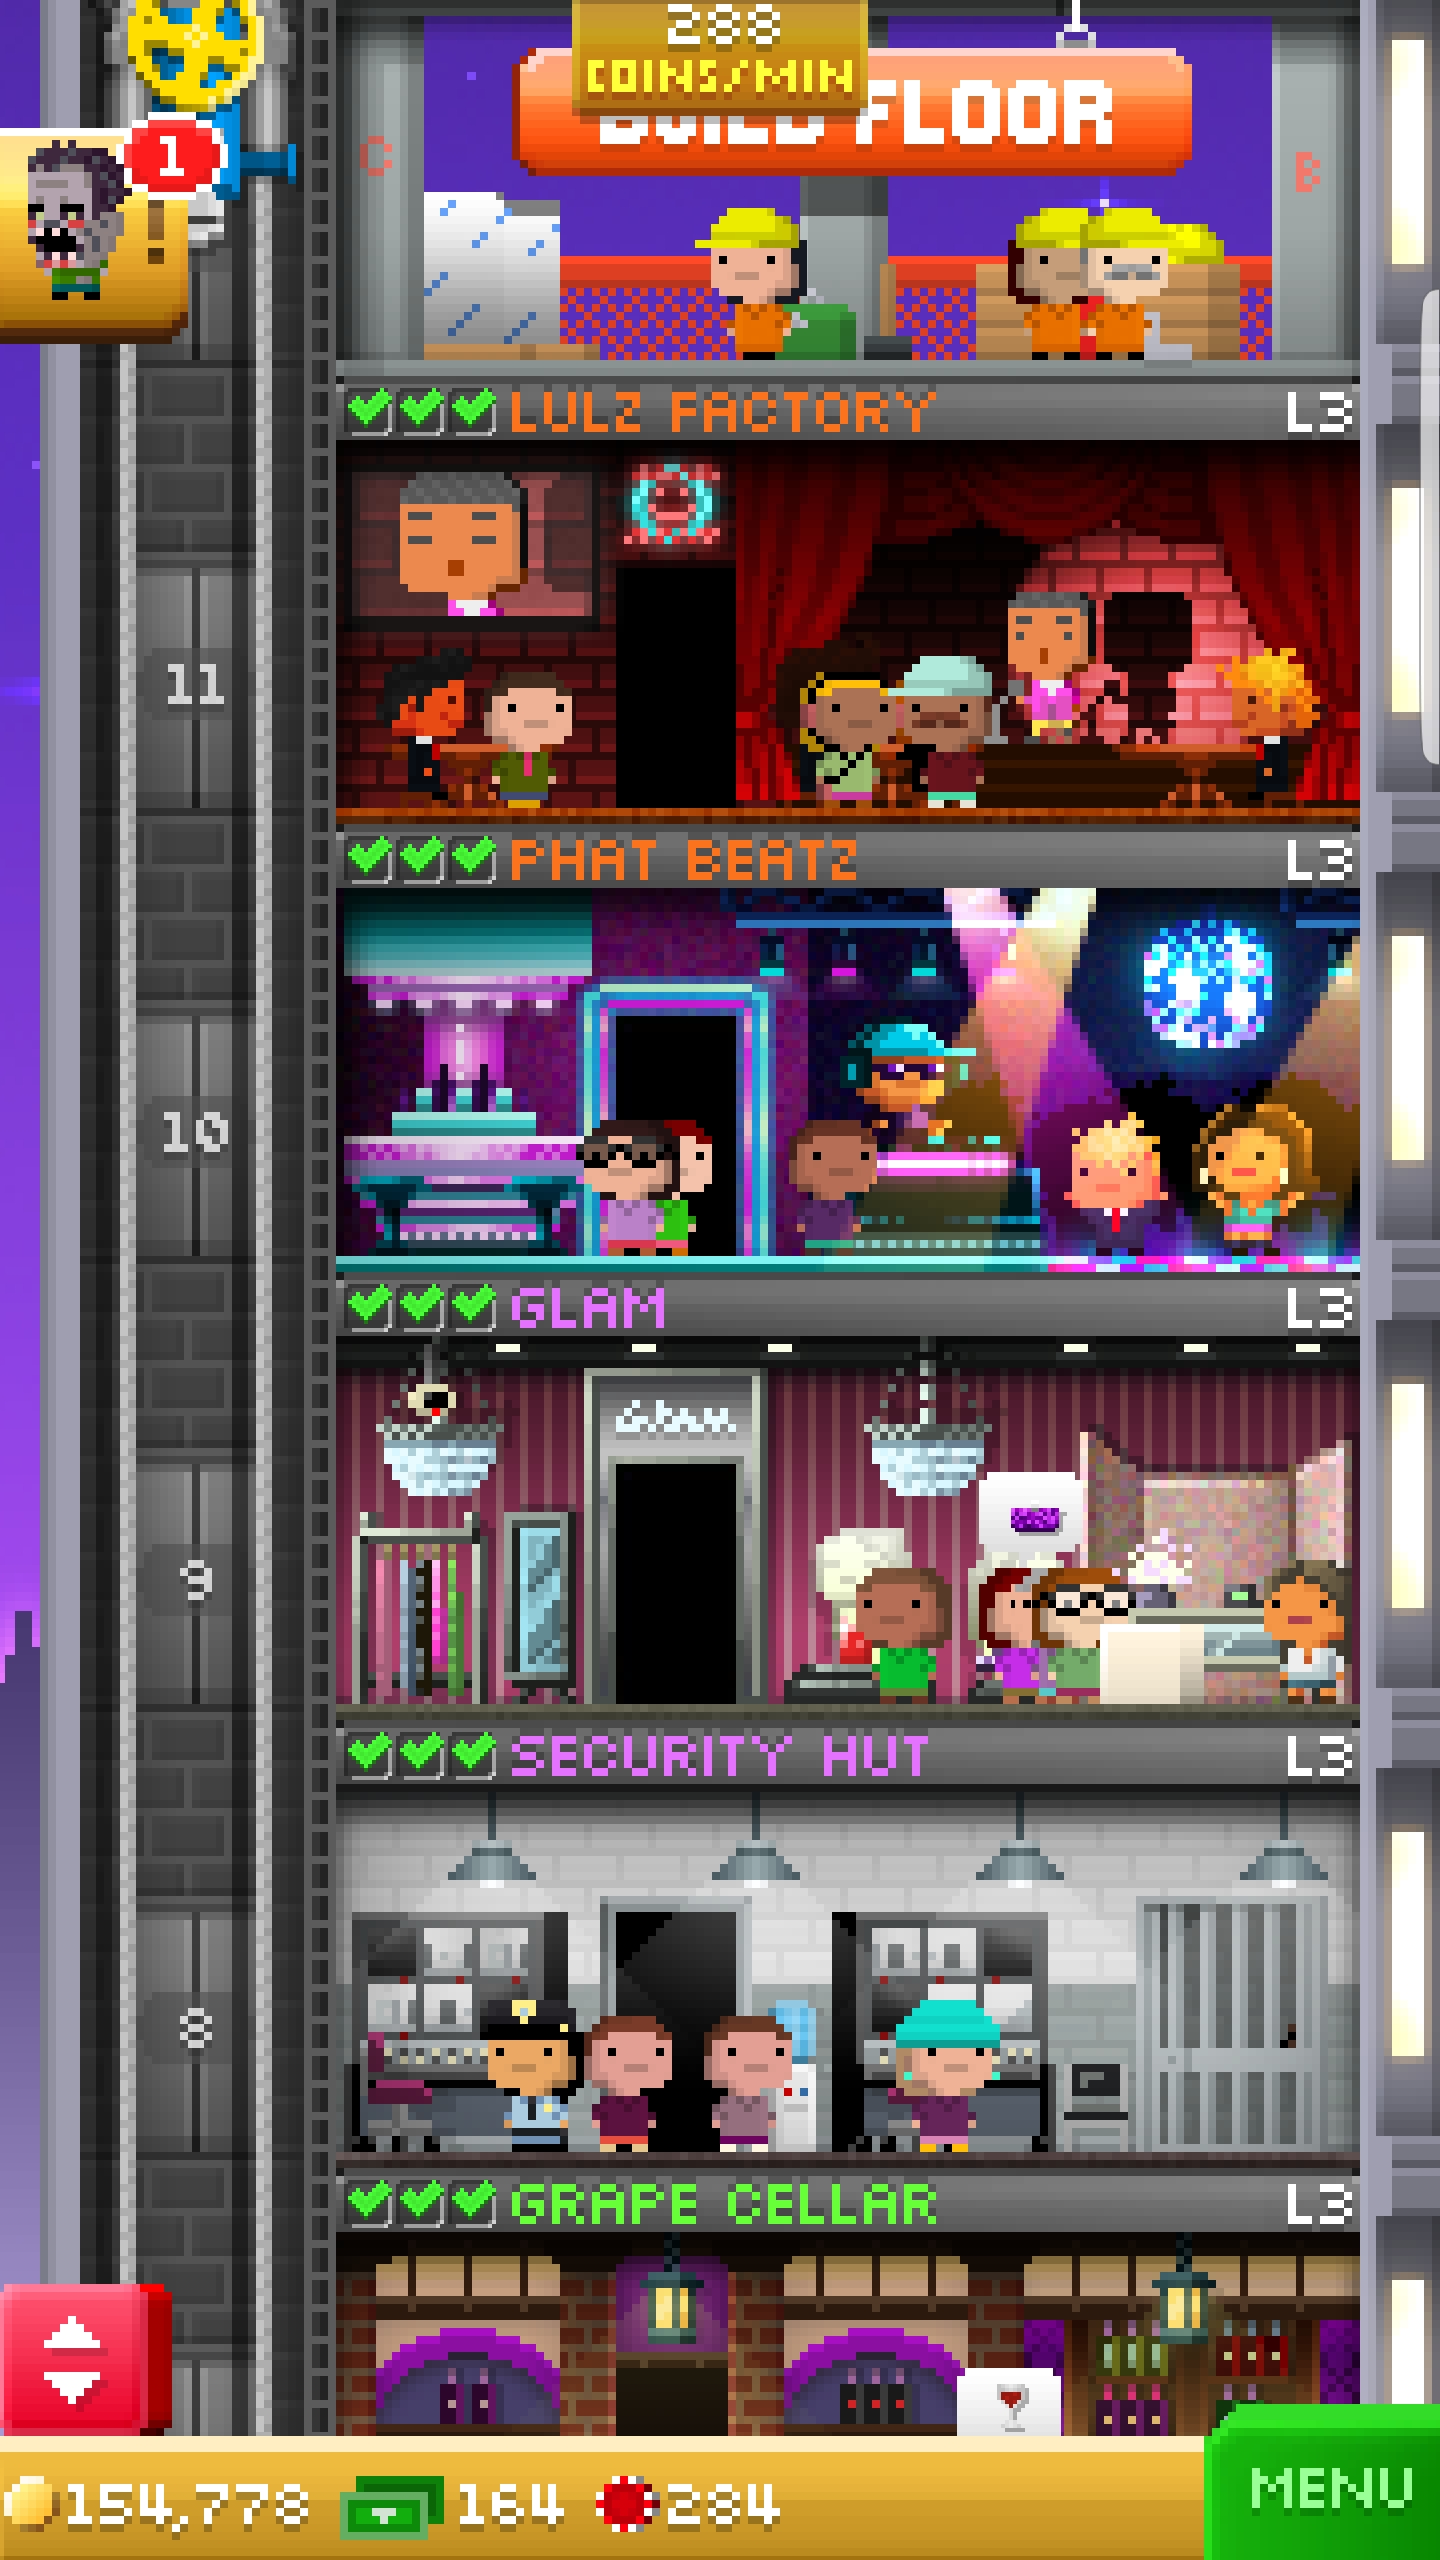 288
COINS/MIN
FLOOR
C
B
1
!
LULZ FACTORY
L3
11
PHAT BEATZ
L3
10
GLAM
L3
Glam
9
SECURITY HUT
L3
8
GRAPE CELLAR
L3
154,778
164
284
MENU